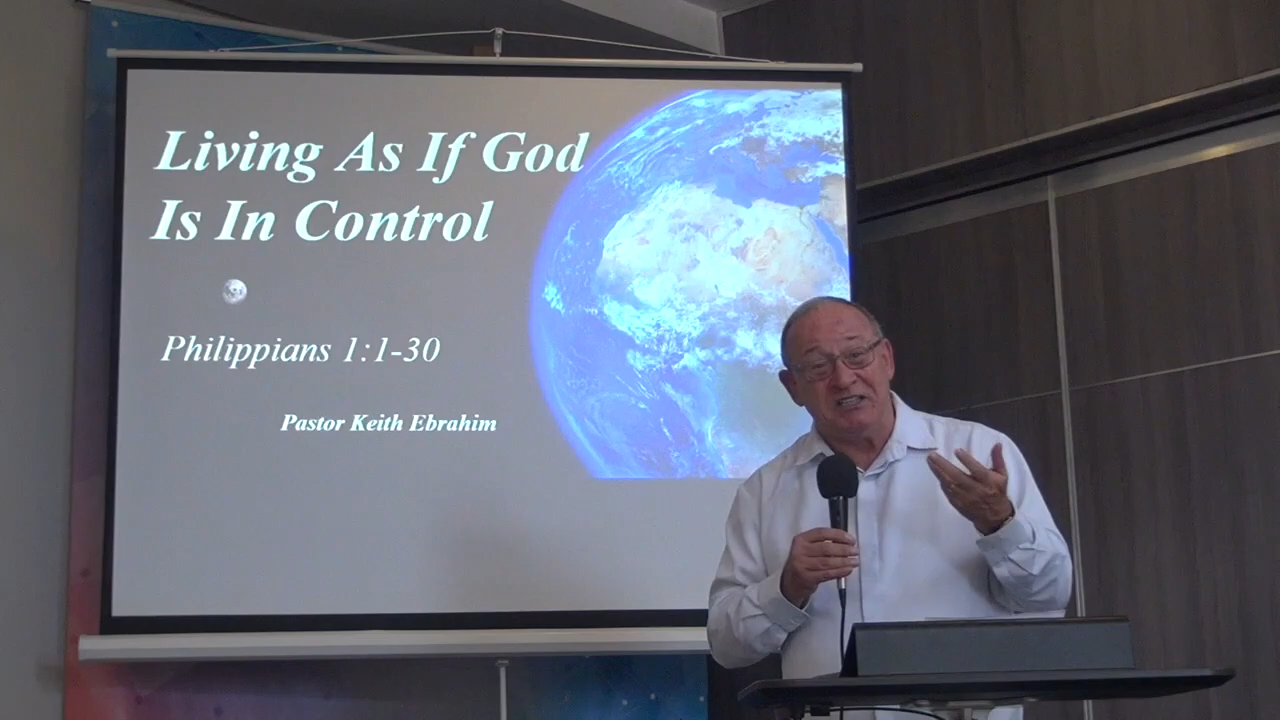 Living As If God
Is In Control
Philippians 1:1-30
Pastor Keith Ebrahim